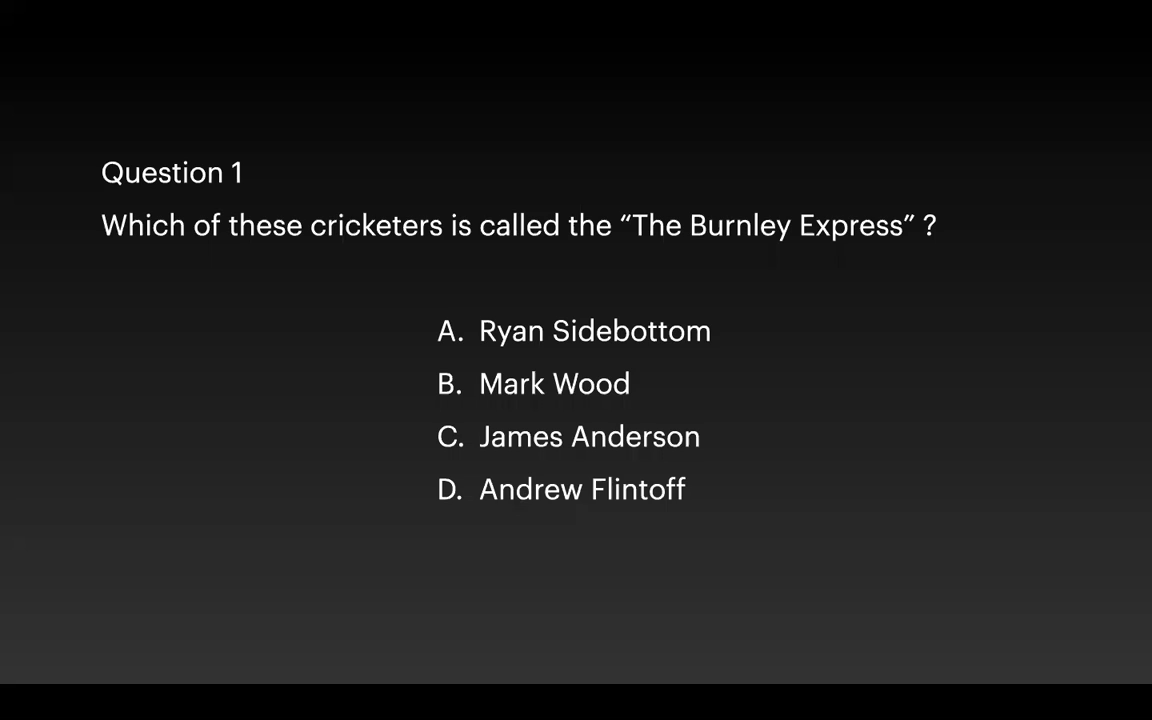 Question 1
Which of these cricketers is called the “The Burnley Express” ?
A. Ryan Sidebottom
B. Mark Wood
C. James Anderson
D. Andrew Flintoff